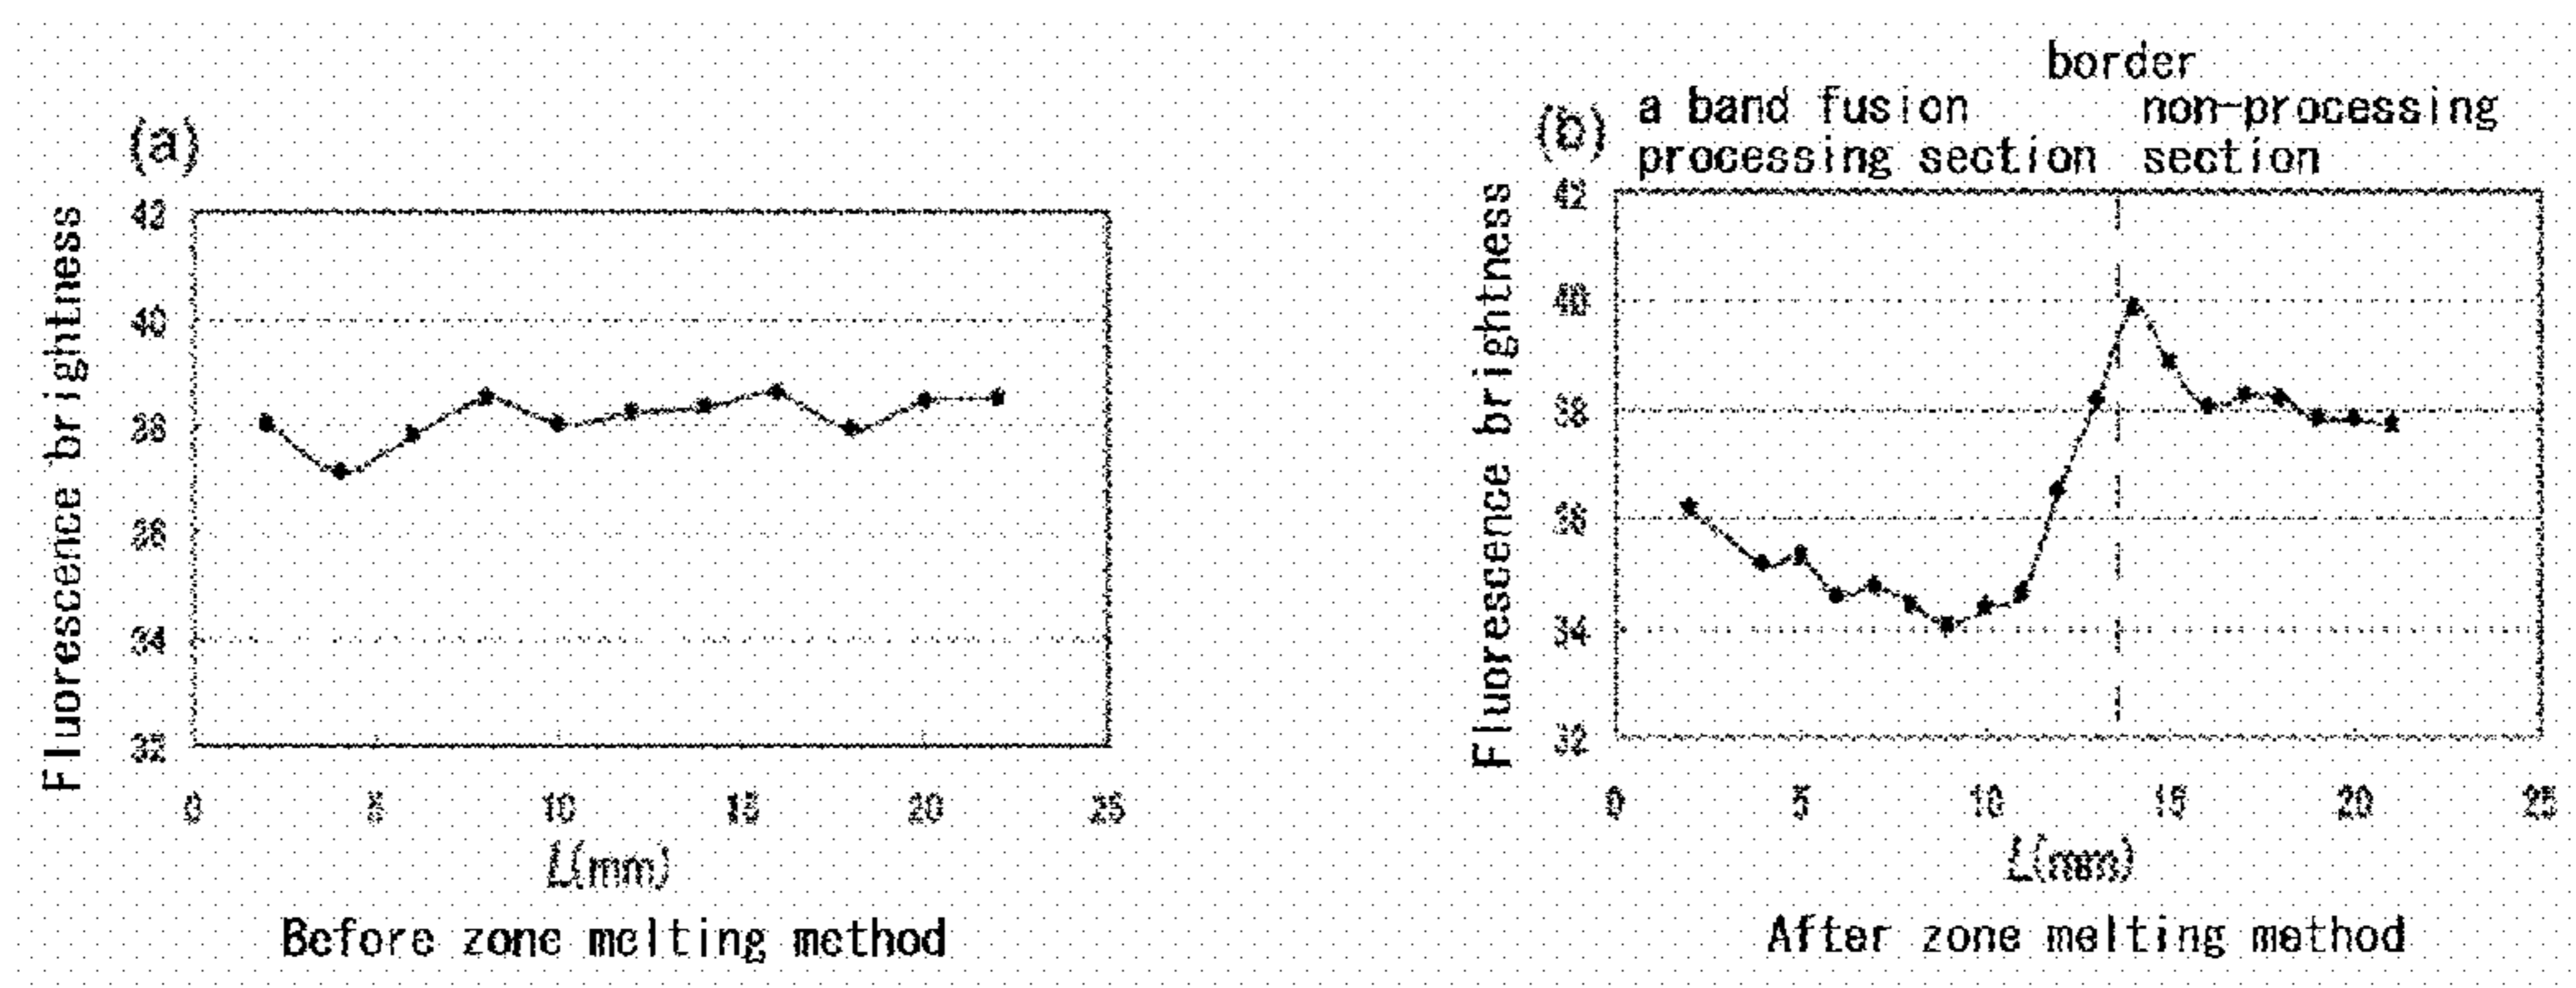 (a)
Fluorescence brightness
42
40
38
36
34
32
0 5 10 15 20 25
L(mm)
Before zone melting method
border
(b) a band fusion non-processing
processing section section
Fluorescence brightness
42
40
38
36
34
32
0 5 10 15 20 25
L(mm)
After zone melting method